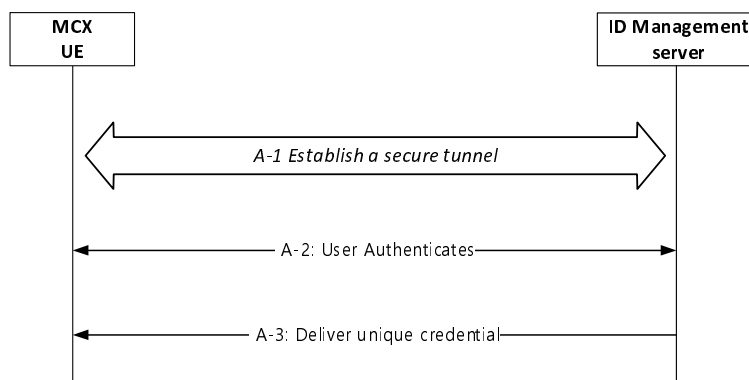 MCX
UE
ID Management
server
A-1 Establish a secure tunnel
A-2: User Authenticates
A-3: Deliver unique credential